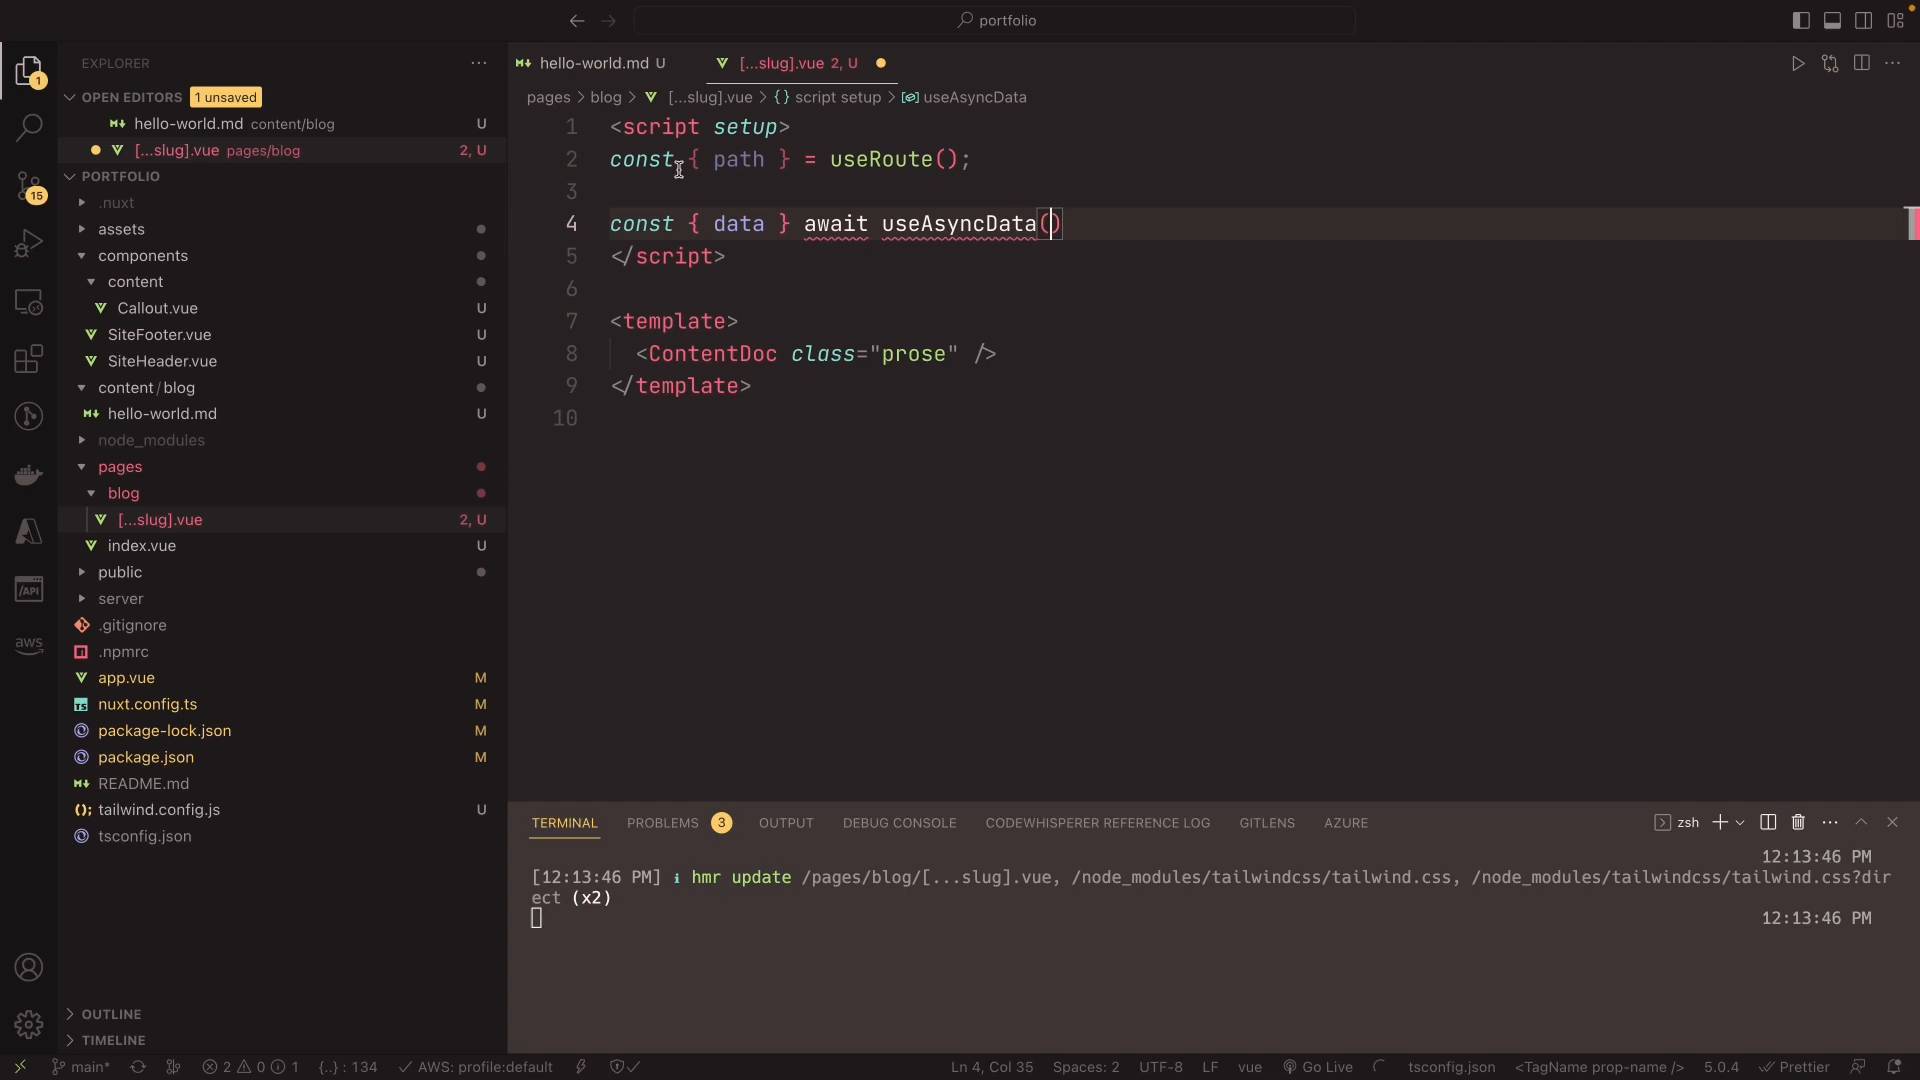 portfolio
EXPLORER
OPEN EDITORS 1 unsaved
hello-world.md content/blog U
[...slug].vue pages/blog 2, U
PORTFOLIO
.nuxt
assets
components
content
Callout.vue U
SiteFooter.vue U
SiteHeader.vue U
content/blog
hello-world.md U
node_modules
pages
blog
[...slug].vue 2, U
index.vue U
public
server
.gitignore
.npmrc
app.vue M
nuxt.config.ts M
package-lock.json M
package.json M
README.md
tailwind.config.js U
tsconfig.json
OUTLINE
TIMELINE
1
15
/API
aws
hello-world.md U
[...slug].vue 2, U
pages > blog > [...slug].vue > {} script setup > useAsyncData
1 <script setup>
2 const { path } = useRoute();
3
4 const { data } await useAsyncData()
5 </script>
6
7 <template>
8 <ContentDoc class="prose" />
9 </template>
10
TERMINAL PROBLEMS 3 OUTPUT DEBUG CONSOLE CODEWHISPERER REFERENCE LOG GITLENS AZURE
zsh
12:13:46 PM
[12:13:46 PM] ℹ hmr update /pages/blog/[...slug].vue, /node_modules/tailwindcss/tailwind.css, /node_modules/tailwindcss/tailwind.css?dir
ect (x2)
12:13:46 PM
main* 2 0 1 {..} : 134 AWS: profile:default Ln 4, Col 35 Spaces: 2 UTF-8 LF vue Go Live tsconfig.json <TagName prop-name /> 5.0.4 Prettier